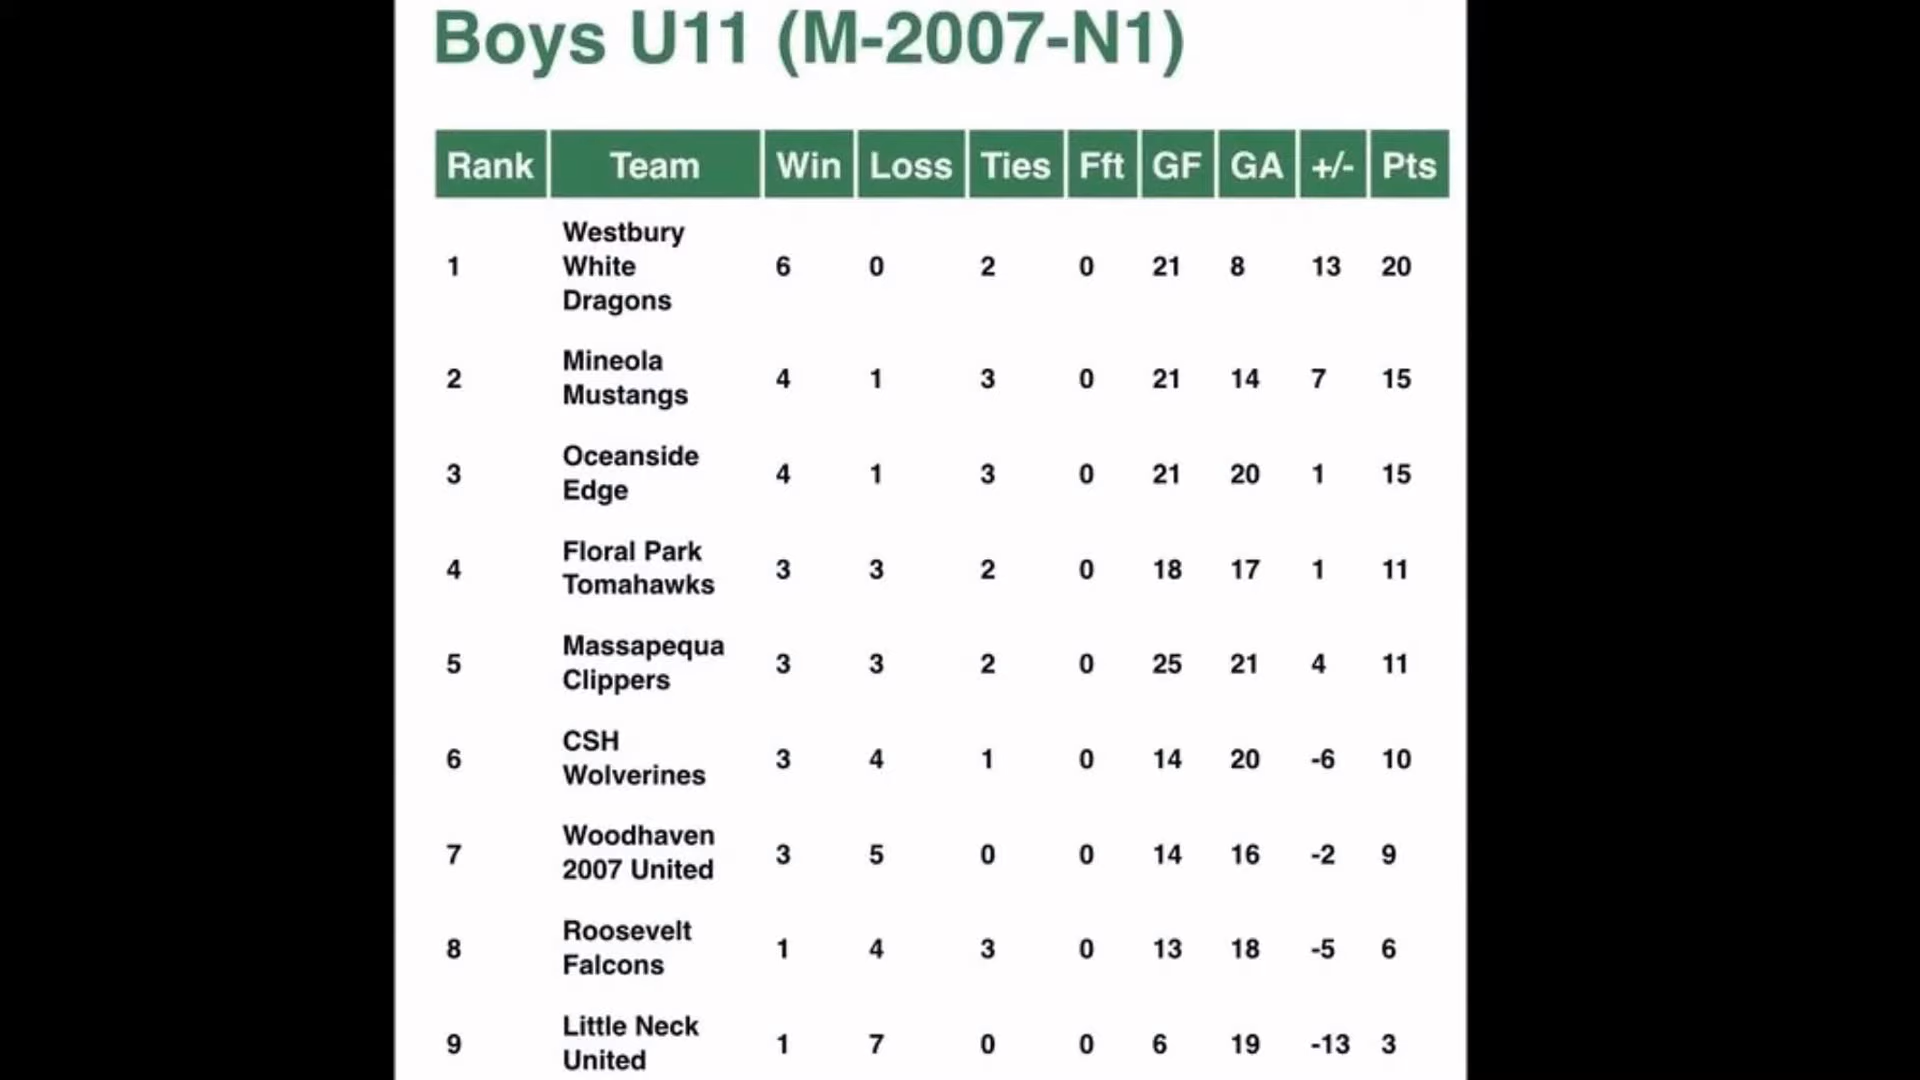 Boys U11 (M-2007-N1)
Rank Team Win Loss Ties Fft GF GA +/- Pts
Westbury
1 White 6 0 2 0 21 8 13 20
Dragons
Mineola
2 4 1 3 0 21 14 7 15
Mustangs
Oceanside
3 4 1 3 0 21 20 1 15
Edge
Floral Park
4 3 3 2 0 18 17 1 11
Tomahawks
Massapequa
5 3 3 2 0 25 21 4 11
Clippers
CSH
6 3 4 1 0 14 20 -6 10
Wolverines
Woodhaven
7 3 5 0 0 14 16 -2 9
2007 United
Roosevelt
8 1 4 3 0 13 18 -5 6
Falcons
Little Neck
9 1 7 0 0 6 19 -13 3
United